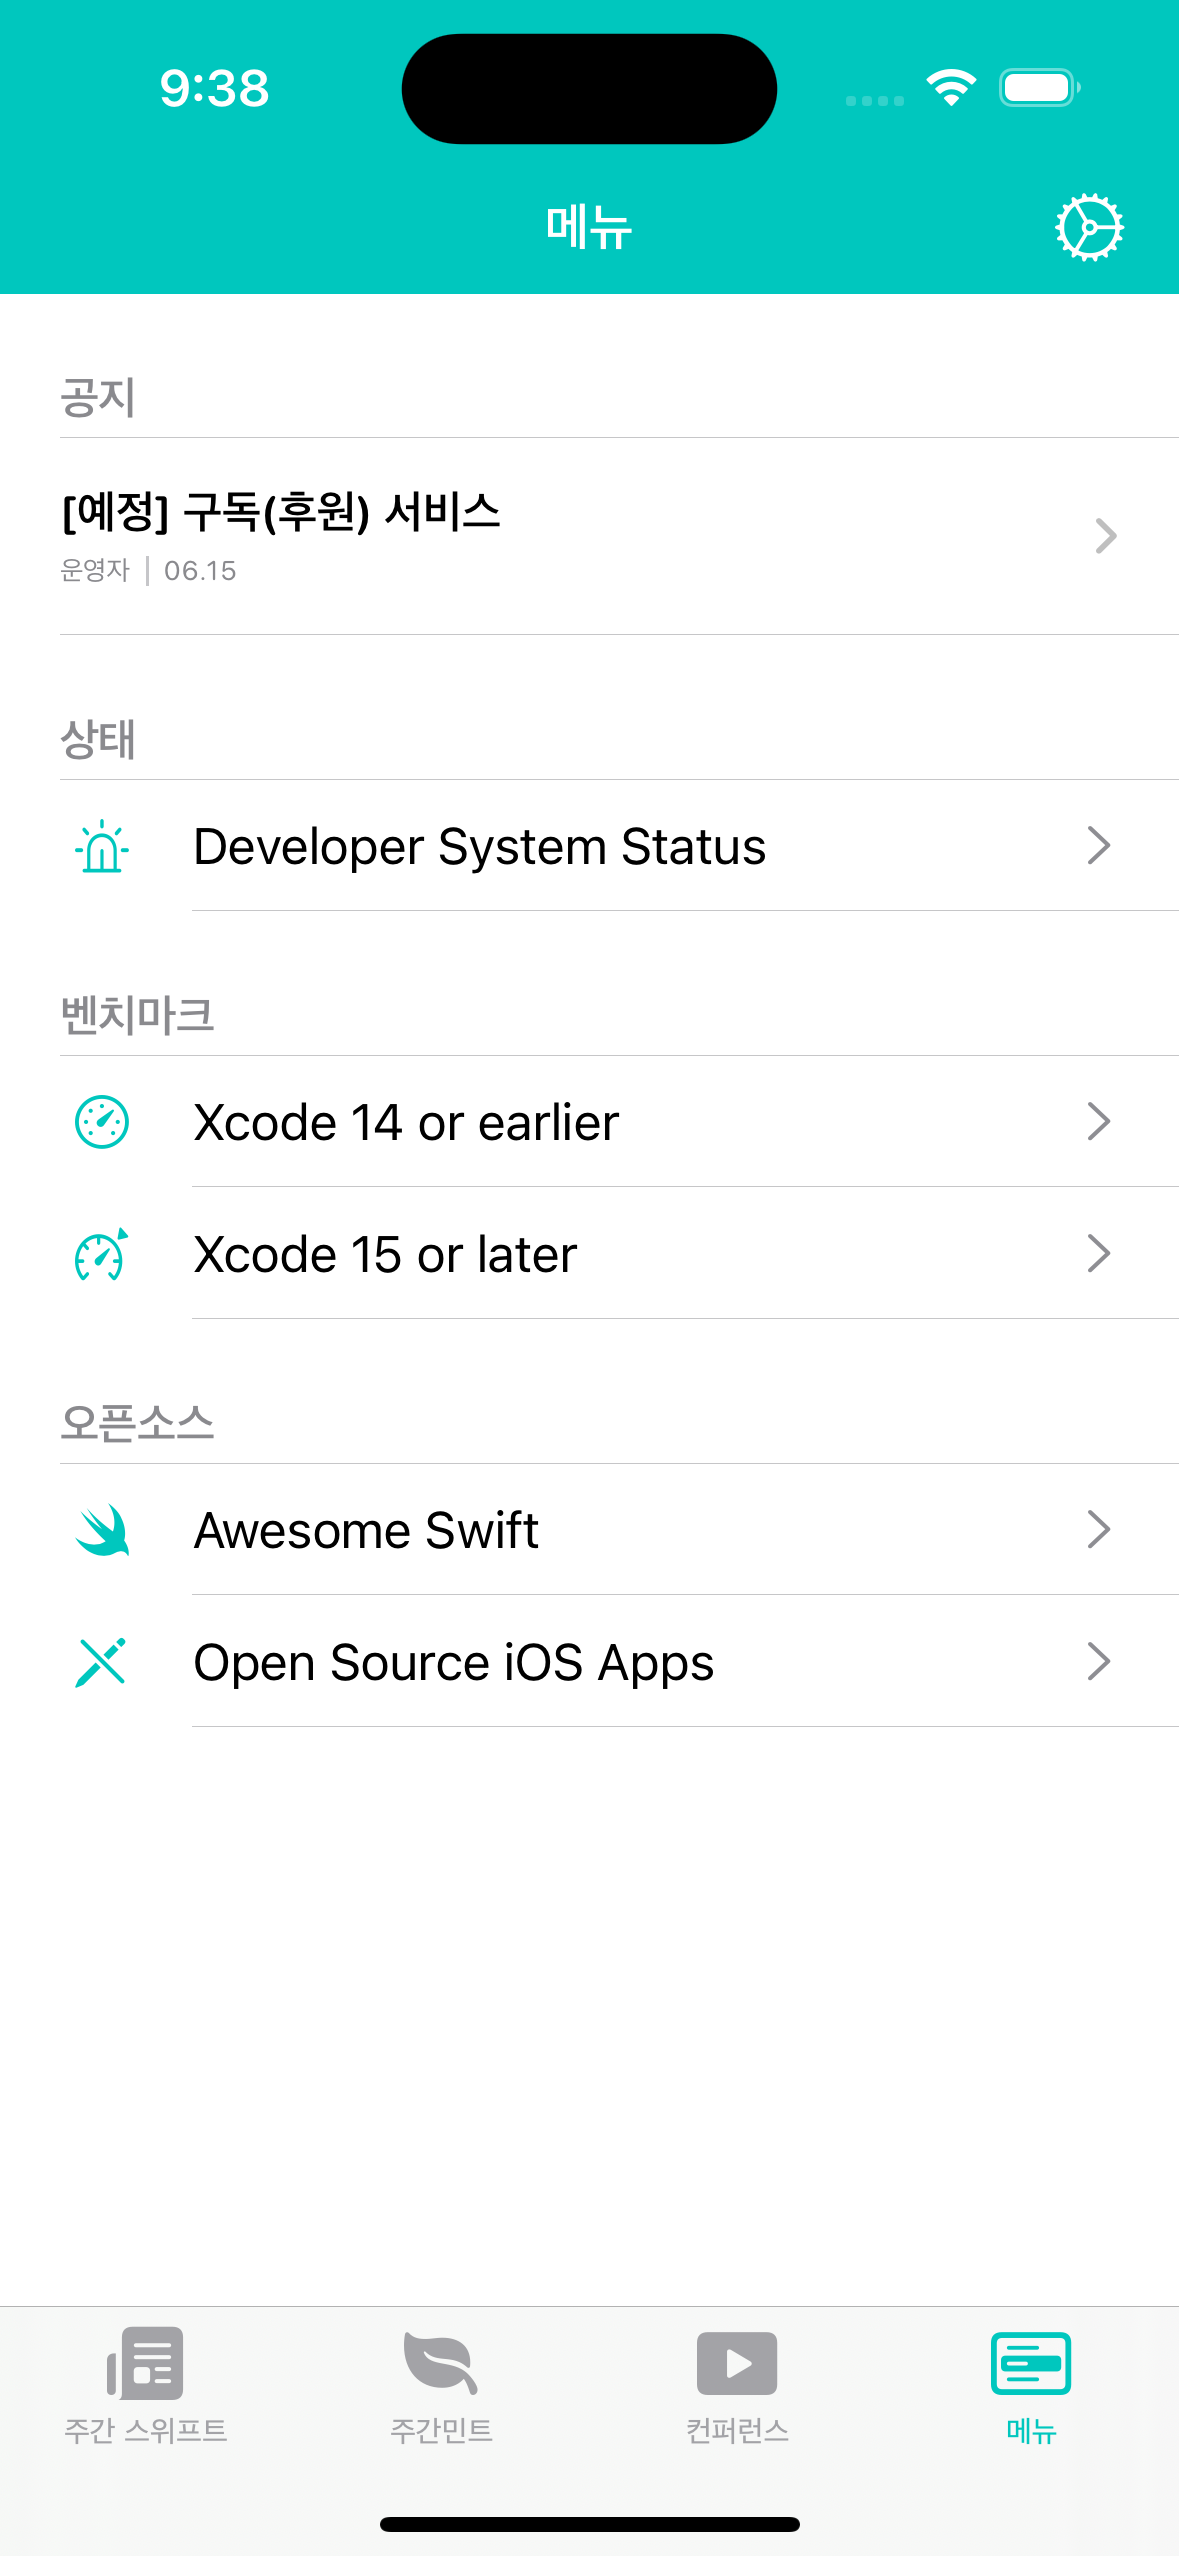 9:38
메뉴
공지
[예정] 구독(후원) 서비스
운영자 | 06.15
상태
Developer System Status
벤치마크
Xcode 14 or earlier
Xcode 15 or later
오픈소스
Awesome Swift
Open Source iOS Apps
주간 스위프트 주간민트 컨퍼런스 메뉴